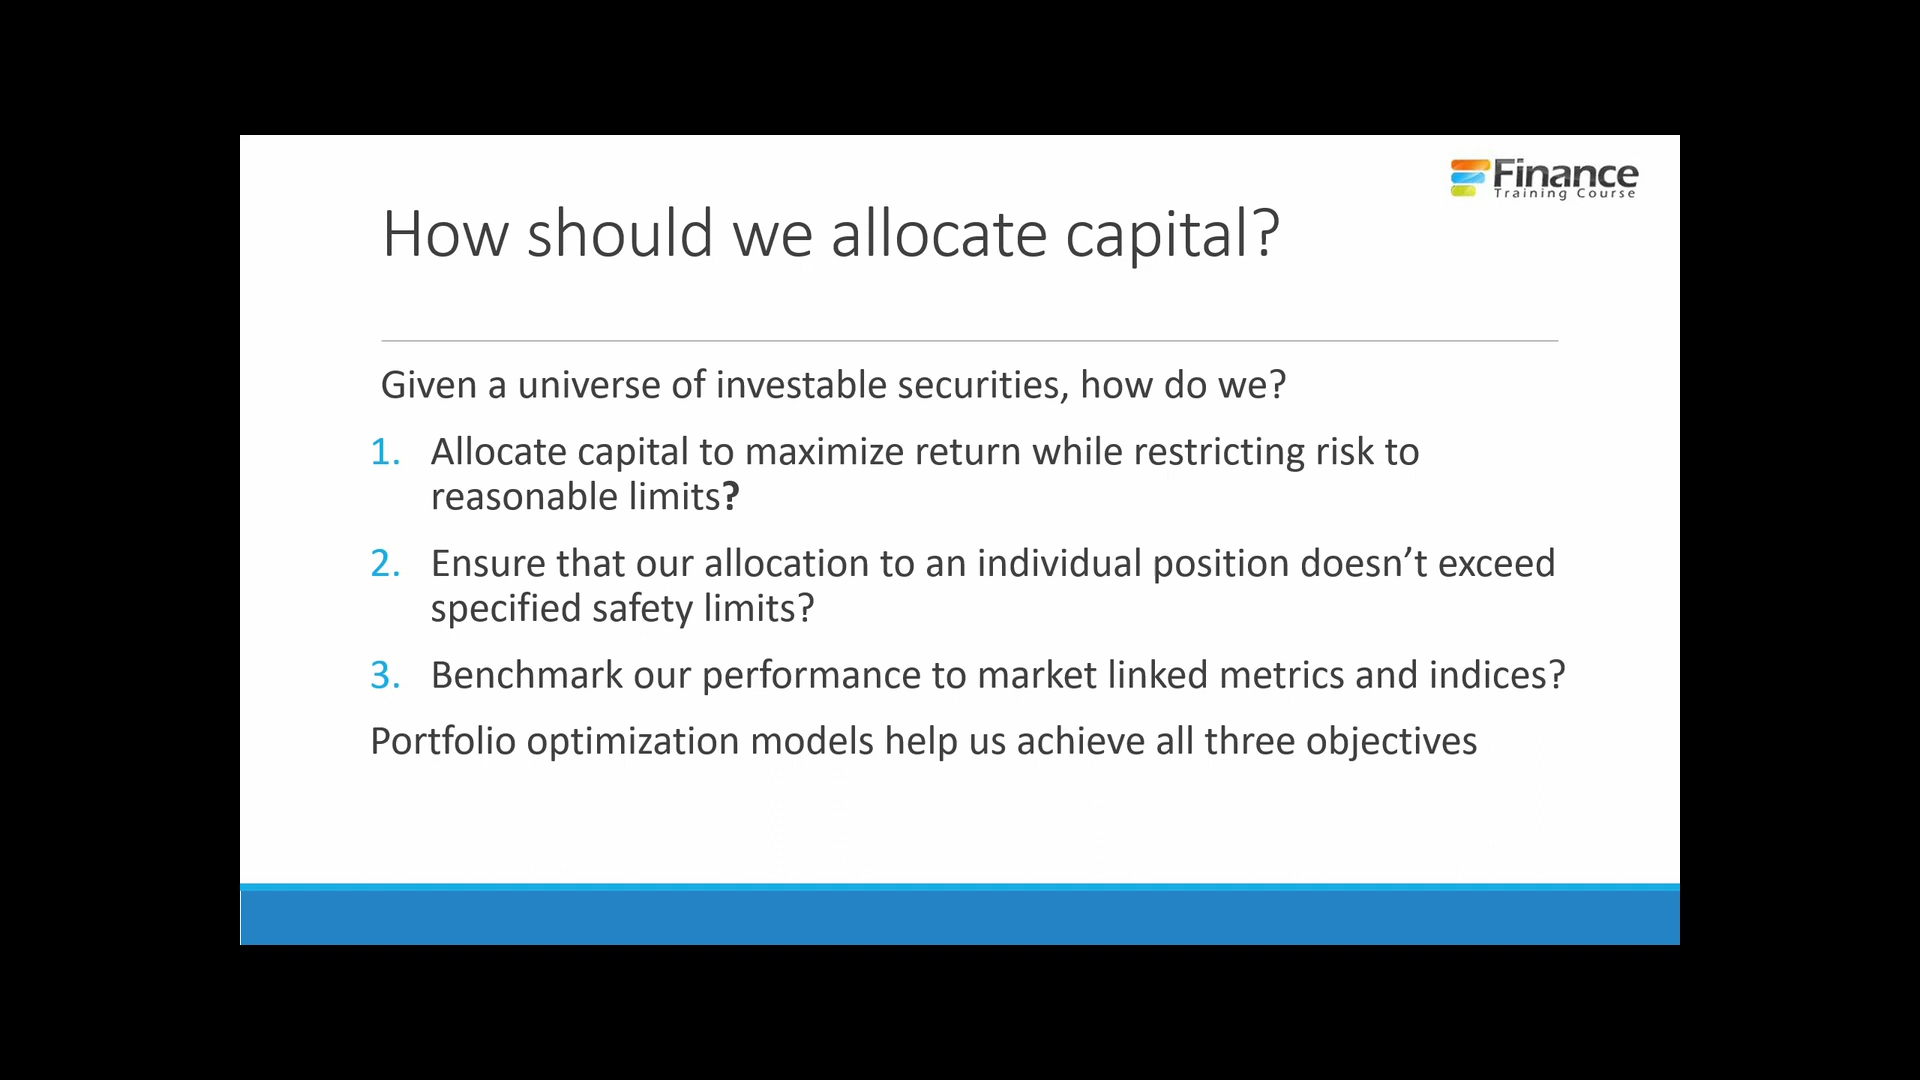 Finance
Training Course
How should we allocate capital?
Given a universe of investable securities, how do we?
1. Allocate capital to maximize return while restricting risk to
reasonable limits?
2. Ensure that our allocation to an individual position doesn’t exceed
specified safety limits?
3. Benchmark our performance to market linked metrics and indices?
Portfolio optimization models help us achieve all three objectives